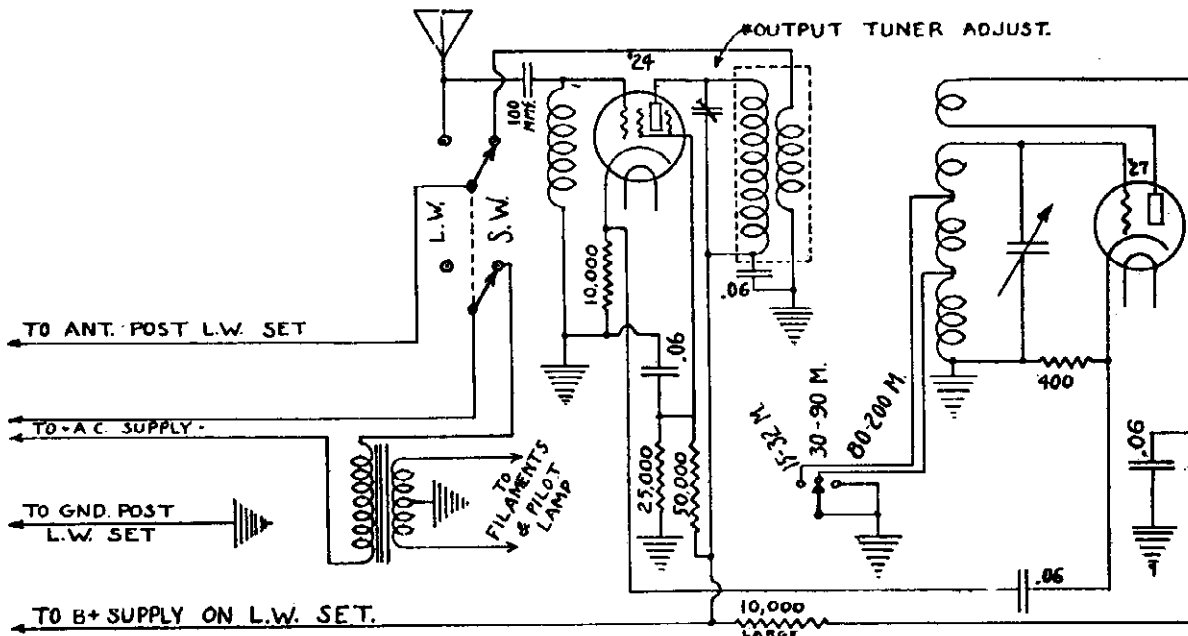 *OUTPUT TUNER ADJUST.
'24
100
MMF.
'27
L.W.
S.W.
10,000
.06
TO ANT. POST L.W. SET
.06
400
15-32 M.
30-90 M.
80-200 M.
TO A.C. SUPPLY
.06
25,000
50,000
TO
FILAMENTS
& PILOT
LAMP
TO GND. POST
L.W. SET
.06
TO B+ SUPPLY ON L.W. SET.
10,000
LARGE